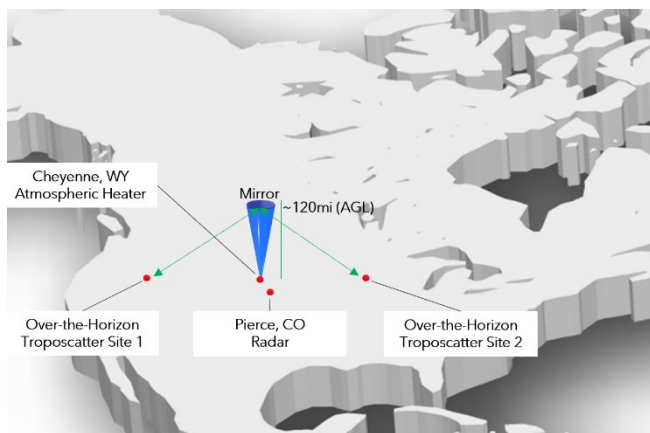 Cheyenne, WY
Atmospheric Heater
Mirror
~120mi (AGL)
Over-the-Horizon
Troposcatter Site 1
Pierce, CO
Radar
Over-the-Horizon
Troposcatter Site 2